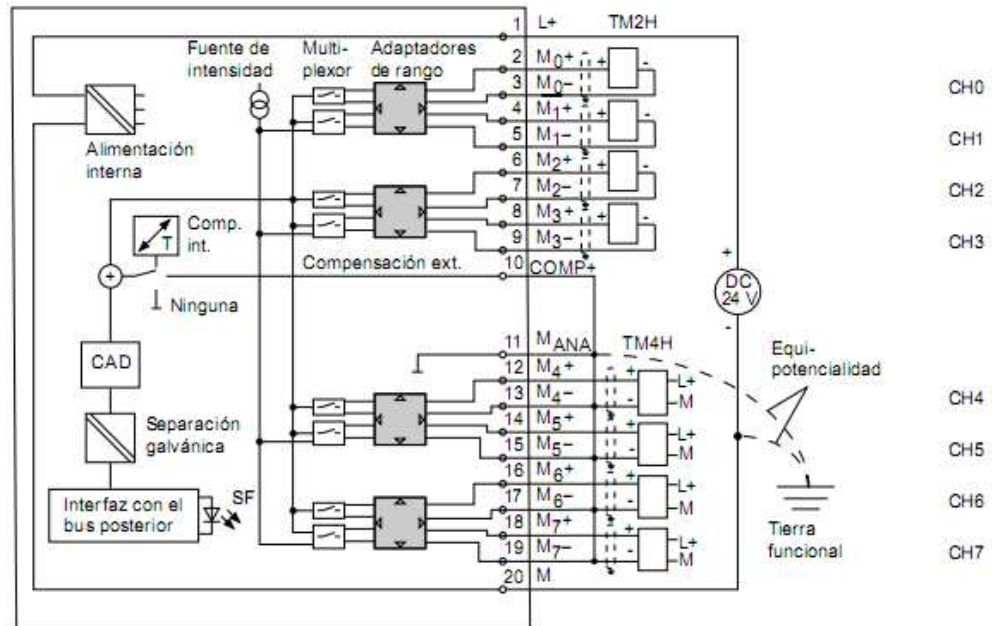 1 L+ TM2H
Fuente de intensidad
Multi-plexor
Adaptadores de rango
2 M0+ + -
3 M0-
CH0
4 M1+ + -
5 M1-
CH1
Alimentación interna
6 M2+ + -
7 M2-
CH2
8 M3+ + -
9 M3-
CH3
T
Comp. int.
Compensación ext.
10 COMP+
+
Ninguna
+
DC 24 V
-
CAD
11 MANA TM4H
Equi-potencialidad
12 M4+ + L+
13 M4- - M
CH4
14 M5+ + L+
15 M5- - M
CH5
Separación galvánica
16 M6+ + L+
17 M6- - M
CH6
Interfaz con el bus posterior
SF
18 M7+ + L+
19 M7- - M
CH7
Tierra funcional
20 M